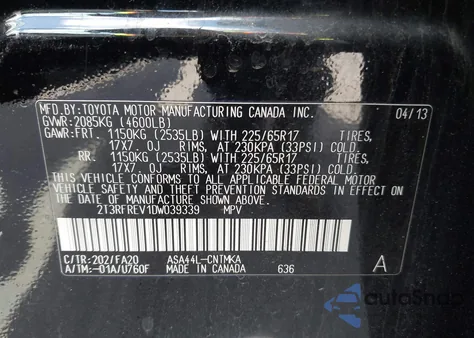 MFD.BY:TOYOTA MOTOR MANUFACTURING CANADA INC. 04/13
GVWR:2085KG (4600LB)
GAWR:FRT. 1150KG (2535LB) WITH 225/65R17 TIRES,
17X7.0J RIMS, AT 230KPA (33PSI) COLD.
RR. 1150KG (2535LB) WITH 225/65R17 TIRES,
17X7.0J RIMS, AT 230KPA (33PSI) COLD.
THIS VEHICLE CONFORMS TO ALL APPLICABLE FEDERAL MOTOR
VEHICLE SAFETY AND THEFT PREVENTION STANDARDS IN EFFECT ON
THE DATE OF MANUFACTURE SHOWN ABOVE.
2T3RFREV1DW039339 MPV
C/TR:202/FA20 ASA44L-CNTMKA
A/TM:-01A/U760F MADE IN CANADA 636 A
AutoSnap